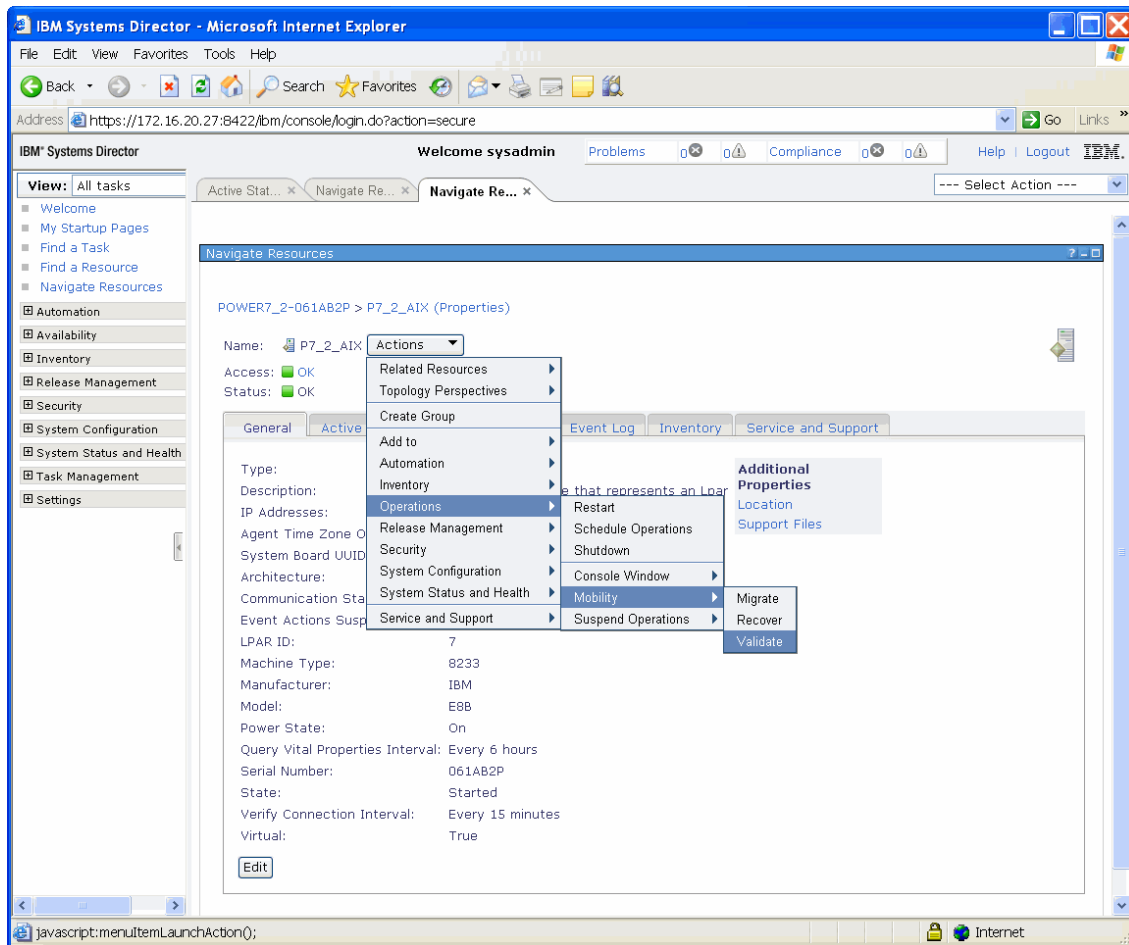 IBM Systems Director - Microsoft Internet Explorer
File Edit View Favorites Tools Help
Back Search Favorites
Address https://172.16.20.27:8422/ibm/console/login.do?action=secure Go Links »
IBM® Systems Director Welcome sysadmin Problems 0 0 Compliance 0 0 Help | Logout IBM.
View: All tasks
Active Stat... × Navigate Re... × Navigate Re... × --- Select Action ---
Welcome
My Startup Pages
Find a Task
Find a Resource
Navigate Resources
Automation
Availability
Inventory
Release Management
Security
System Configuration
System Status and Health
Task Management
Settings
Navigate Resources
POWER7_2-061AB2P > P7_2_AIX (Properties)
Name: P7_2_AIX Actions
Access: OK
Status: OK
Related Resources
Topology Perspectives
Create Group
Add to
Automation
Inventory
Operations
Release Management
Security
System Configuration
System Status and Health
Service and Support
Restart
Schedule Operations
Shutdown
Console Window
Mobility
Suspend Operations
Migrate
Recover
Validate
General Active Event Log Inventory Service and Support
Type:
Description: e that represents an Lpar
IP Addresses:
Agent Time Zone O
System Board UUID
Architecture:
Communication Sta
Event Actions Susp
LPAR ID: 7
Machine Type: 8233
Manufacturer: IBM
Model: E8B
Power State: On
Query Vital Properties Interval: Every 6 hours
Serial Number: 061AB2P
State: Started
Verify Connection Interval: Every 15 minutes
Virtual: True
Edit
Additional
Properties
Location
Support Files
javascript:menuItemLaunchAction(); Internet